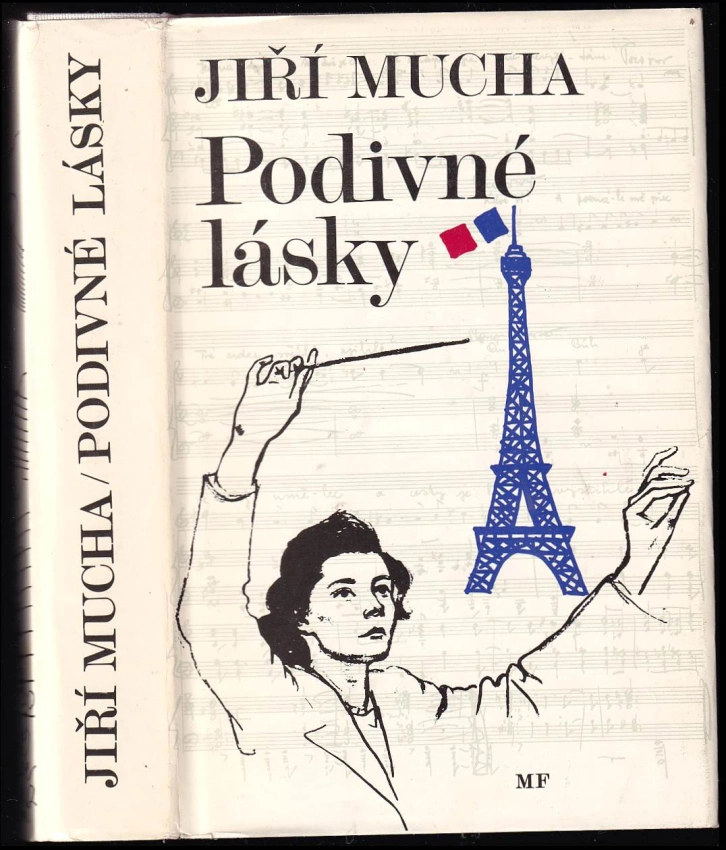 JIŘÍ MUCHA / PODIVNÉ LÁSKY
JIŘÍ MUCHA
Podivné
lásky
MF